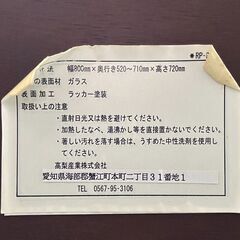 ●RP-
法 幅800mm×奥行き520～710mm×高さ720mm
の表面材 ガラス
表面加工 ラッカー塗装
取扱い上の注意
・直射日光又は熱を避けてください。
・加熱したなべ、湯沸かし等を直接置かないでください。
・著しい汚れを落す場合は、うすめた中性洗剤を使用してください。
高梨産業株式会社
愛知県海部郡蟹江町本町二丁目31番地1
TEL 0567-95-3106